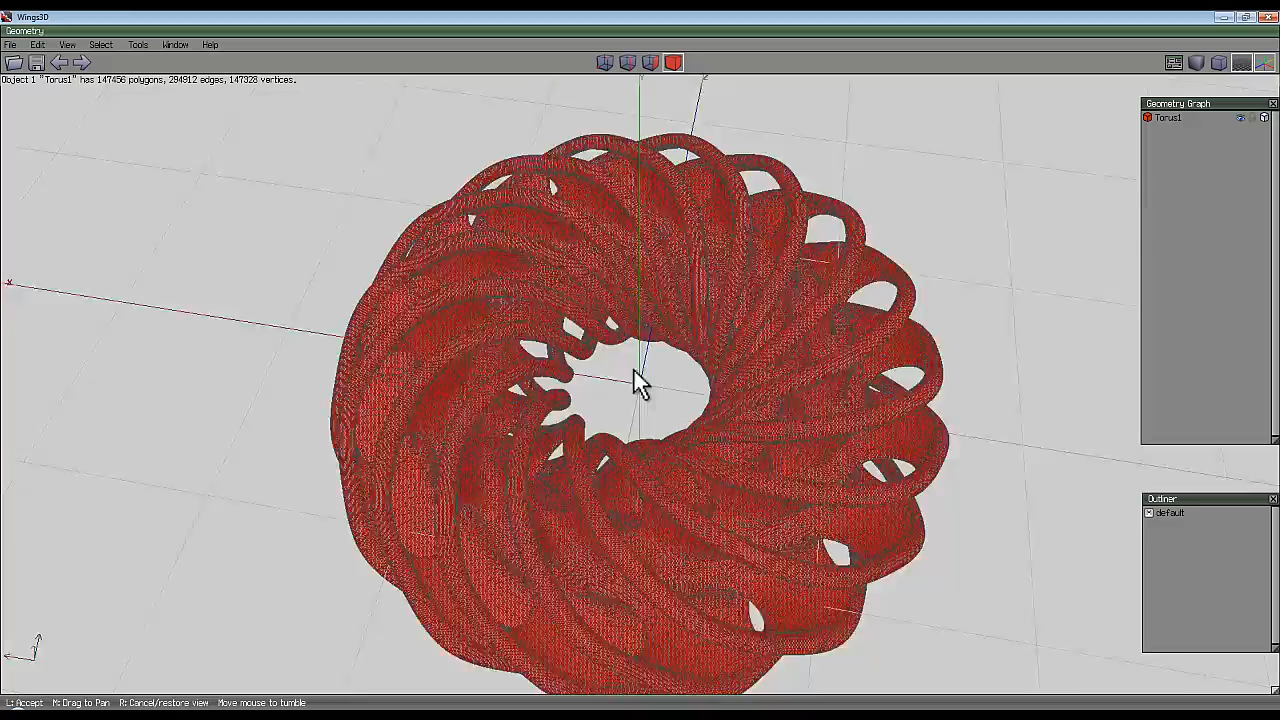 Wings3D
Geometry
File Edit View Select Tools Window Help
Object 1 "Torus1" has 147456 polygons, 294912 edges, 147328 vertices.
Geometry Graph
Torus1
Outliner
default
L:Accept M: Drag to Pan R:Cancel/restore view Move mouse to tumble